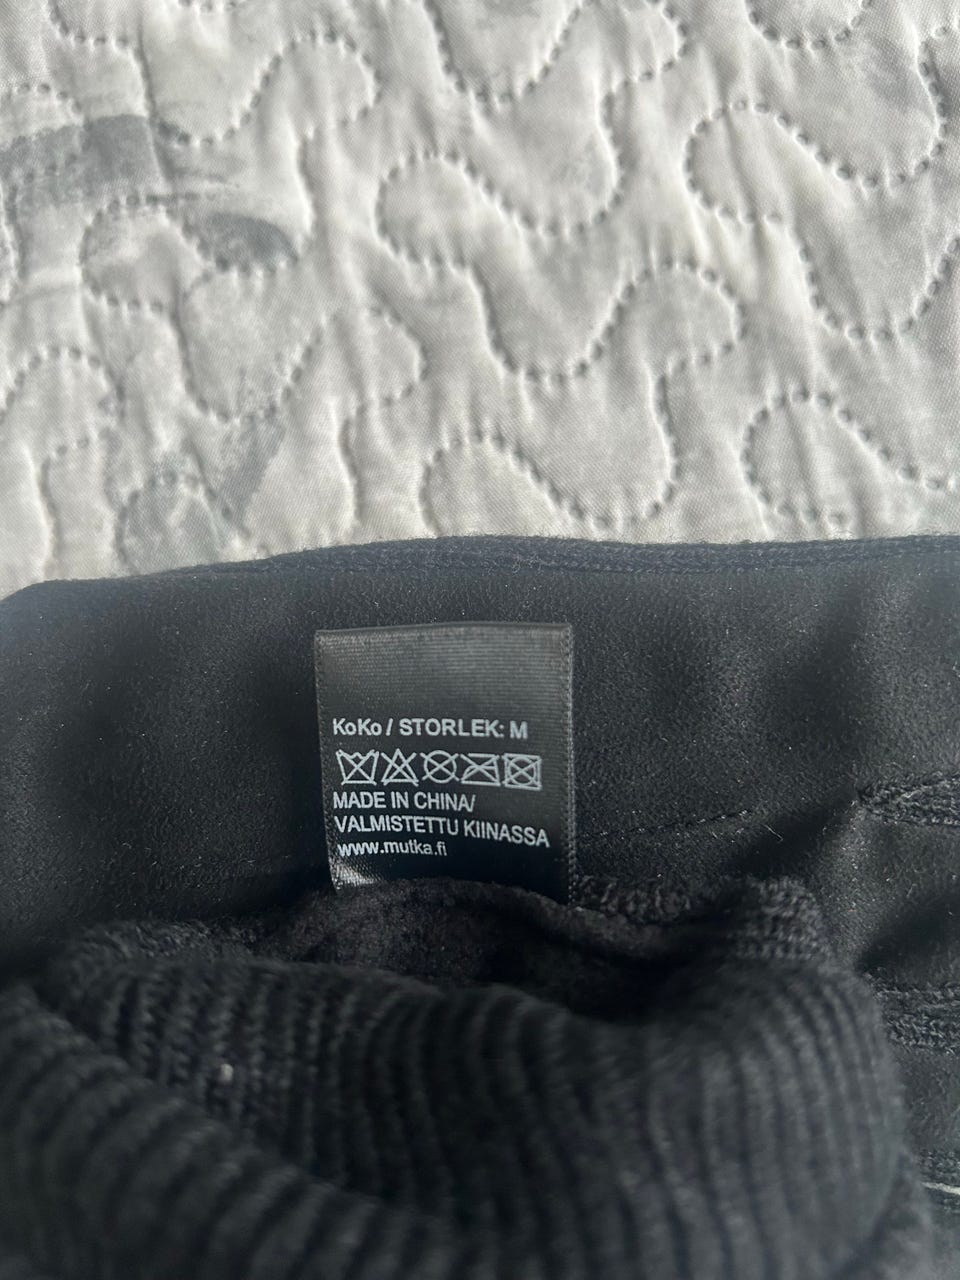 KoKo / STORLEK: M
MADE IN CHINA/
VALMISTETTU KIINASSA
www.mutka.fi